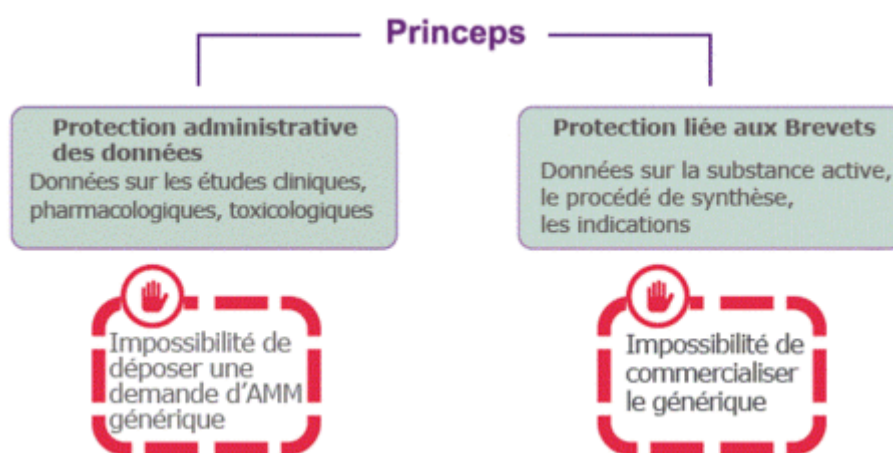 Princeps
Protection administrative
des données
Données sur les études cliniques,
pharmacologiques, toxicologiques
Impossibilité de
déposer une
demande d'AMM
générique
Protection liée aux Brevets
Données sur la substance active,
le procédé de synthèse,
les indications
Impossibilité de
commercialiser
le générique